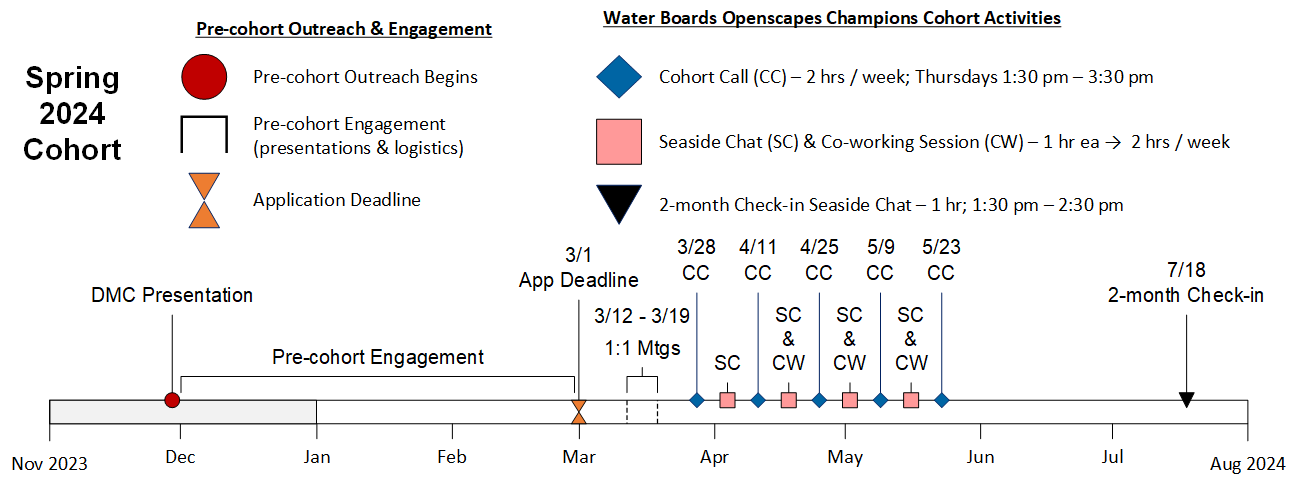 Spring
2024
Cohort
Pre-cohort Outreach & Engagement
Pre-cohort Outreach Begins
Pre-cohort Engagement
(presentations & logistics)
Application Deadline
Water Boards Openscapes Champions Cohort Activities
Cohort Call (CC) – 2 hrs / week; Thursdays 1:30 pm – 3:30 pm
Seaside Chat (SC) & Co-working Session (CW) – 1 hr ea → 2 hrs / week
2-month Check-in Seaside Chat – 1 hr; 1:30 pm – 2:30 pm
DMC Presentation
Pre-cohort Engagement
3/1
App Deadline
3/12 - 3/19
1:1 Mtgs
3/28
CC
SC
4/11
CC
SC
&
CW
4/25
CC
SC
&
CW
5/9
CC
SC
&
CW
5/23
CC
7/18
2-month Check-in
Nov 2023
Dec
Jan
Feb
Mar
Apr
May
Jun
Jul
Aug 2024